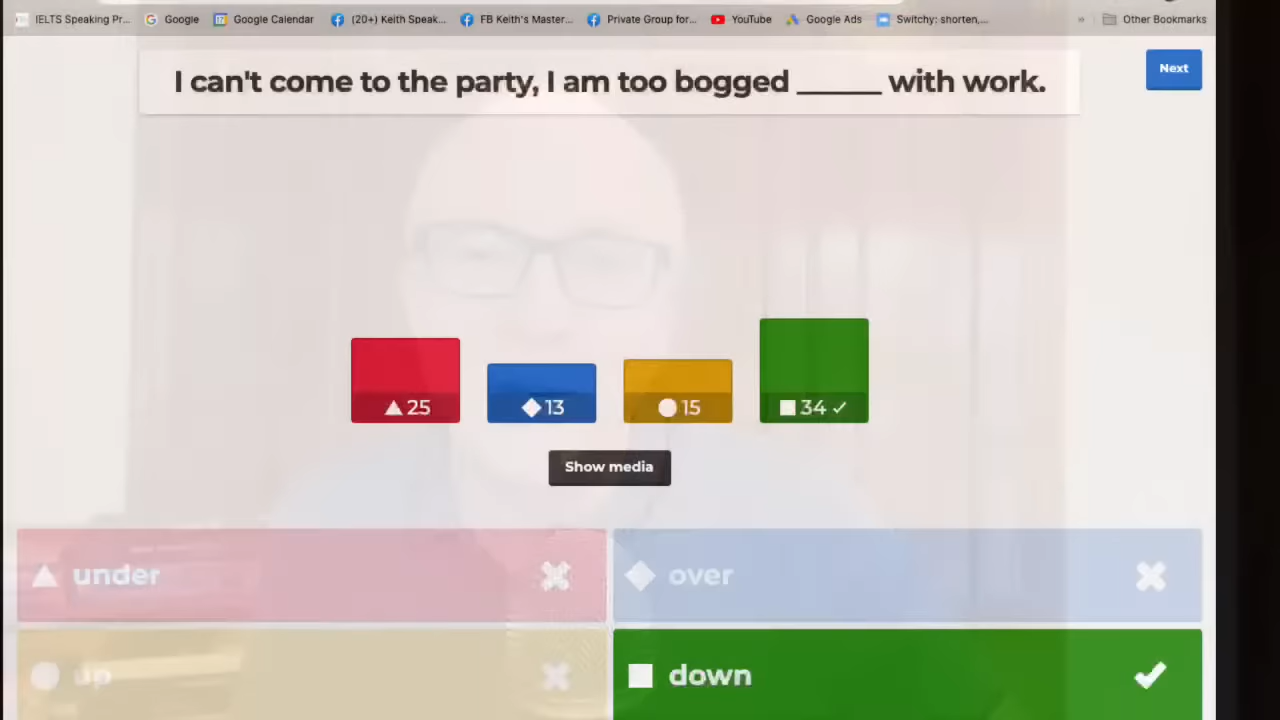 IELTS Speaking Pr... Google Google Calendar (20+) Keith Speak... FB Keith's Master... Private Group for... YouTube Google Ads Switchy: shorten,... » Other Bookmarks
I can't come to the party, I am too bogged ______ with work.
Next
25 13 15 34
Show media
under
over
up
down